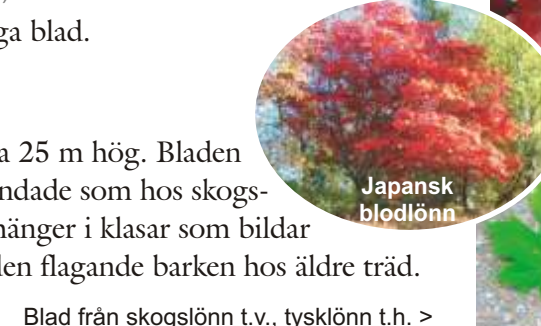 ga blad.
a 25 m hög. Bladen
ndade som hos skogs-
hänger i klasar som bildar
den flagande barken hos äldre träd.
Japansk
blodlönn
Blad från skogslönn t.v., tysklönn t.h. >